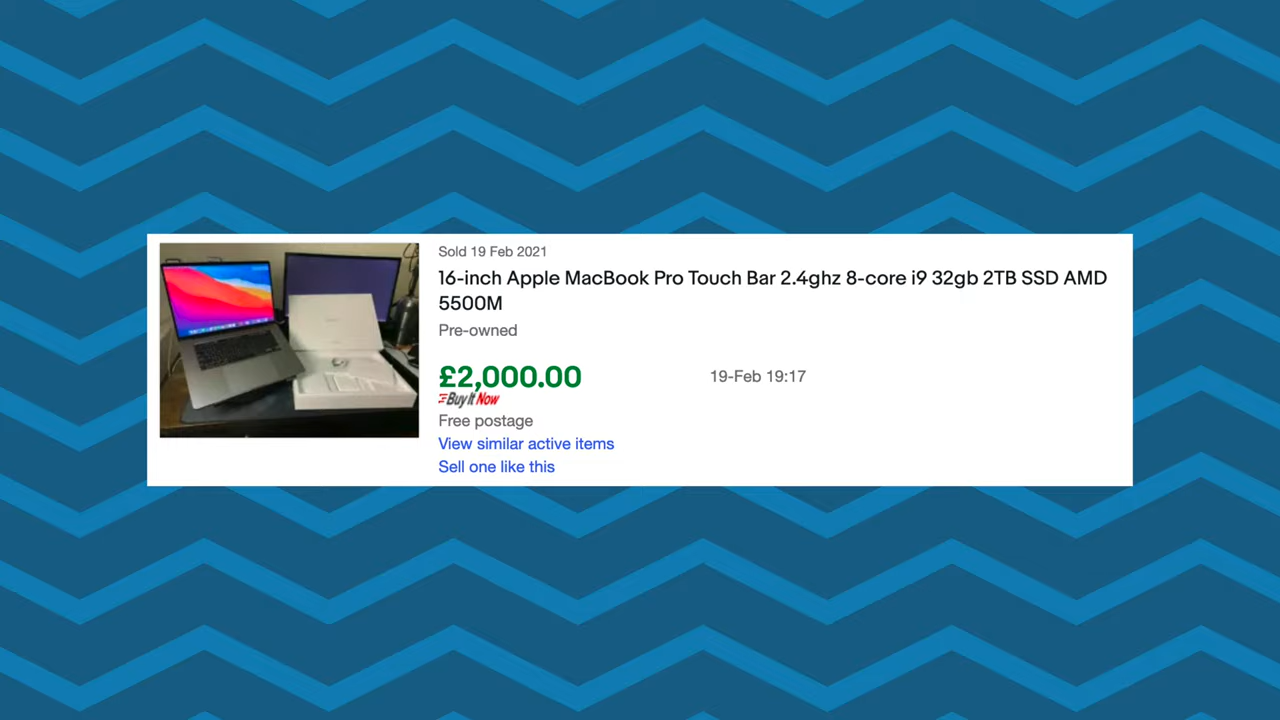 Sold 19 Feb 2021
16-inch Apple MacBook Pro Touch Bar 2.4ghz 8-core i9 32gb 2TB SSD AMD
5500M
Pre-owned
£2,000.00
19-Feb 19:17
Buy It Now
Free postage
View similar active items
Sell one like this